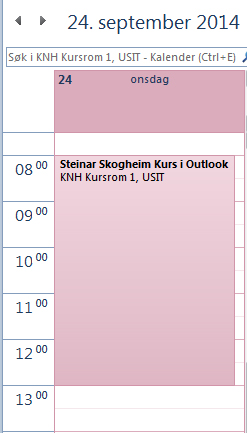 24. september 2014
Søk i KNH Kursrom 1, USIT - Kalender (Ctrl+E)
24 onsdag
08 00
Steinar Skogheim Kurs i Outlook
KNH Kursrom 1, USIT
09 00
10 00
11 00
12 00
13 00